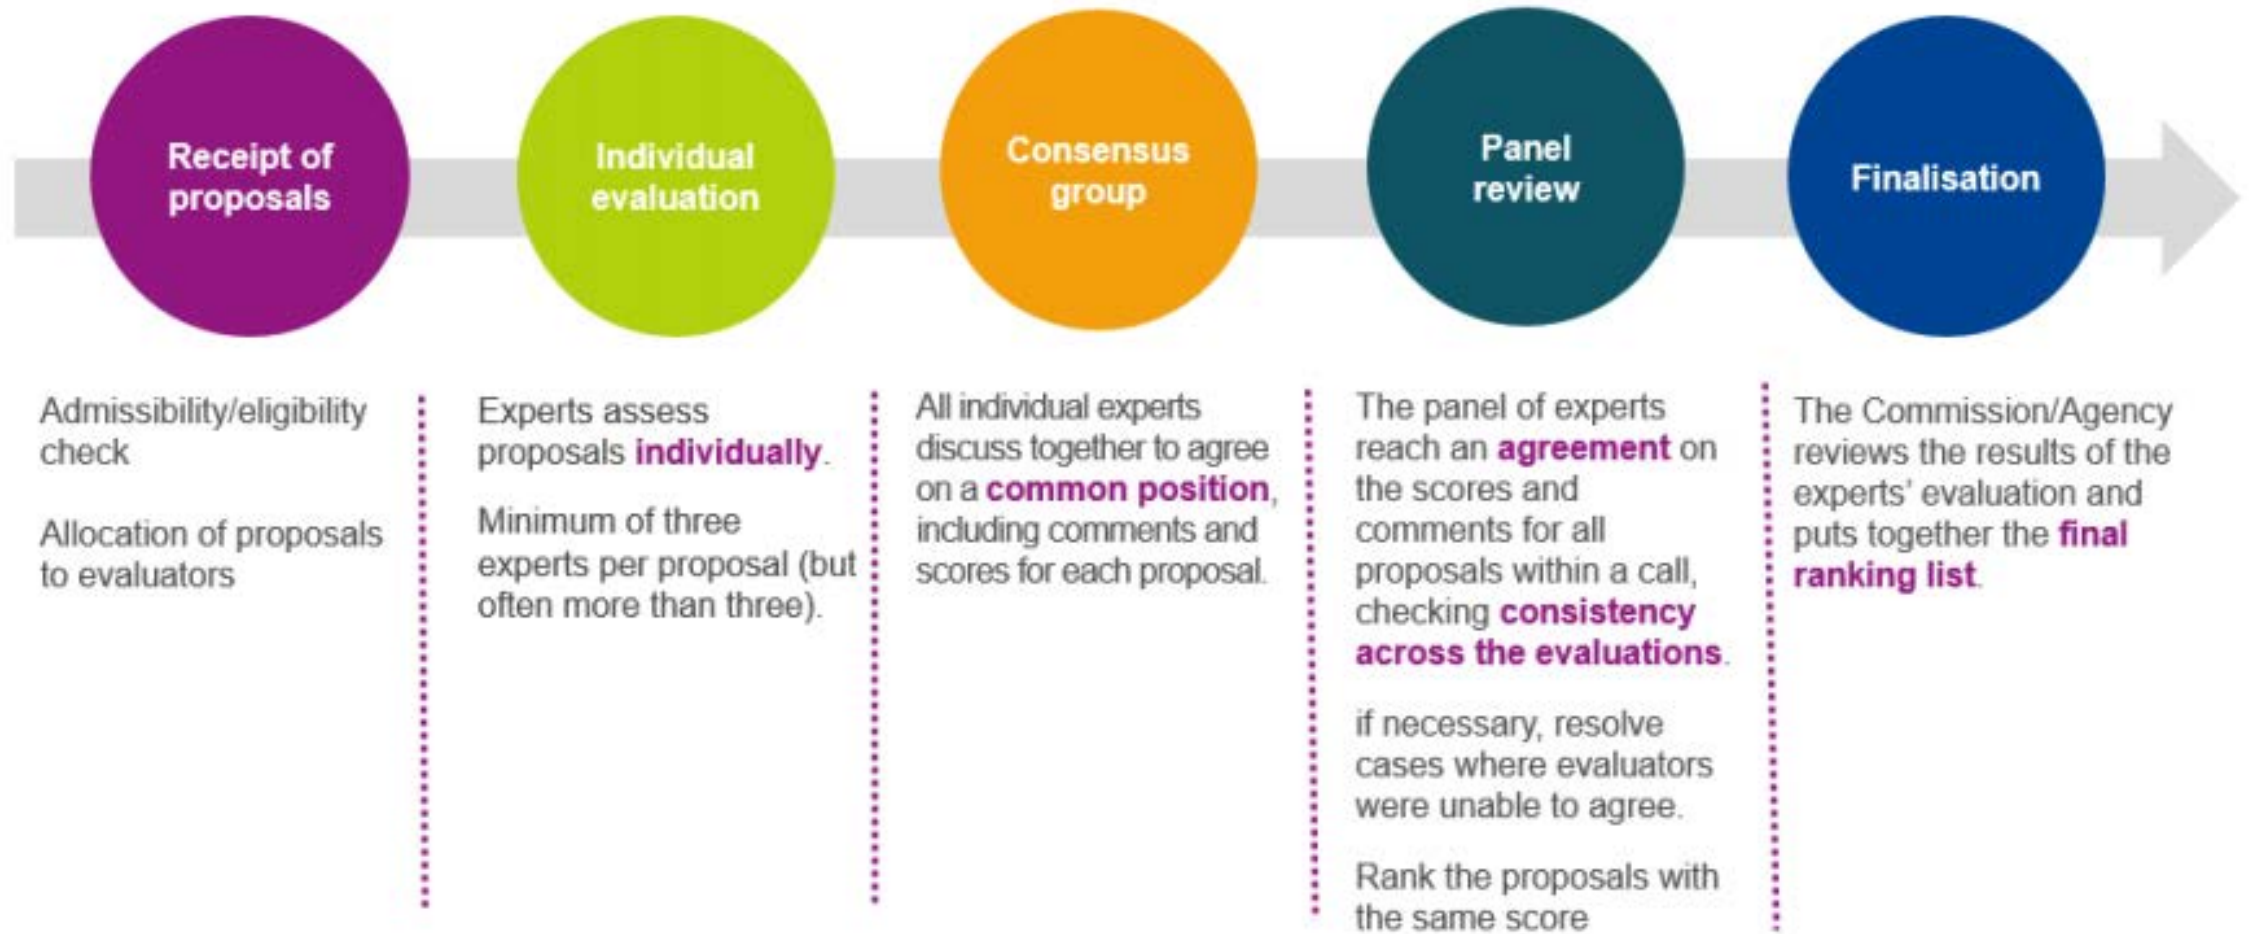 Receipt of
proposals
Individual
evaluation
Consensus
group
Panel
review
Finalisation
Admissibility/eligibility
check
Allocation of proposals
to evaluators
Experts assess
proposals individually.
Minimum of three
experts per proposal (but
often more than three).
All individual experts
discuss together to agree
on a common position,
including comments and
scores for each proposal.
The panel of experts
reach an agreement on
the scores and
comments for all
proposals within a call,
checking consistency
across the evaluations.
if necessary, resolve
cases where evaluators
were unable to agree.
Rank the proposals with
the same score
The Commission/Agency
reviews the results of the
experts' evaluation and
puts together the final
ranking list.